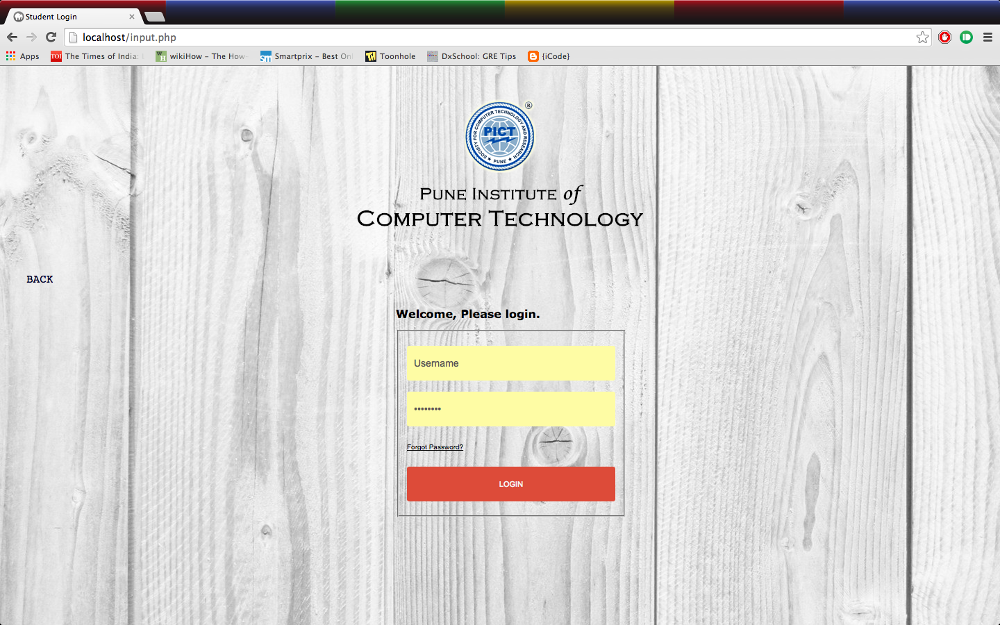 Student Login
localhost/input.php
Apps
The Times of India:
wikiHow – The How-
Smartprix – Best Onl
Toonhole
DxSchool: GRE Tips
{iCode}
®
SOCIETY FOR COMPUTER TECHNOLOGY AND RESEARCH
PICT
★ PUNE ★
PUNE INSTITUTE of
COMPUTER TECHNOLOGY
BACK
Welcome, Please login.
Username
••••••••
Forgot Password?
LOGIN